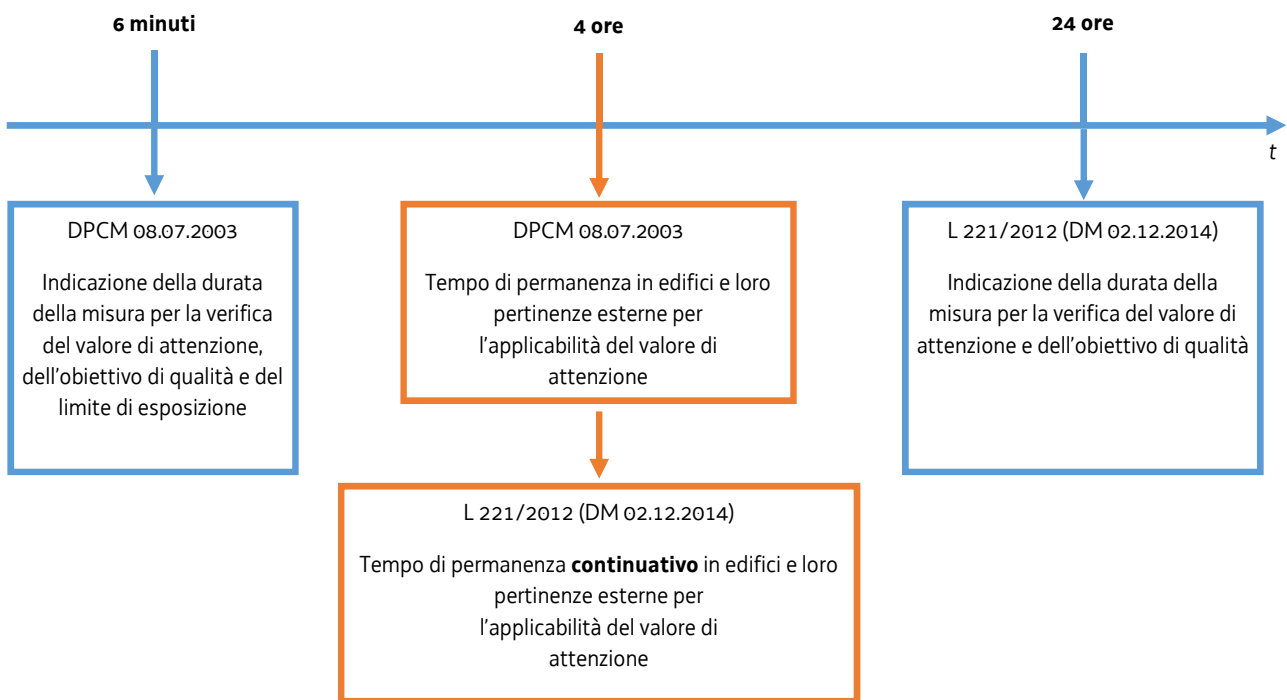 6 minuti
4 ore
24 ore
t
DPCM 08.07.2003
Indicazione della durata
della misura per la verifica
del valore di attenzione,
dell'obiettivo di qualità e del
limite di esposizione
DPCM 08.07.2003
Tempo di permanenza in edifici e loro
pertinenze esterne per
l'applicabilità del valore di
attenzione
L 221/2012 (DM 02.12.2014)
Indicazione della durata della
misura per la verifica del valore di
attenzione e dell'obiettivo di qualità
L 221/2012 (DM 02.12.2014)
Tempo di permanenza continuativo in edifici e loro
pertinenze esterne per
l'applicabilità del valore di
attenzione